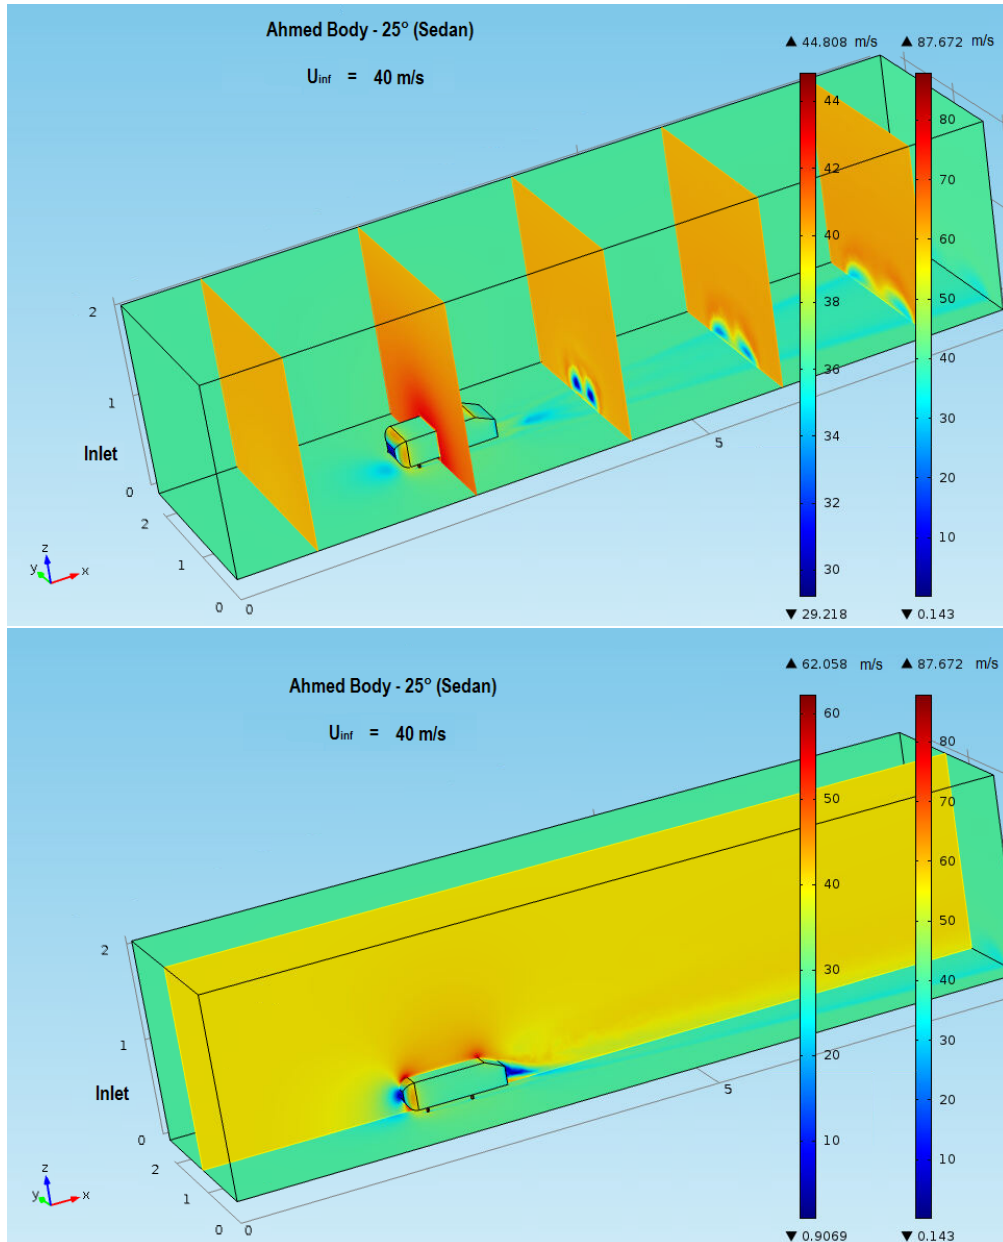 Ahmed Body - 25° (Sedan)
Uinf = 40 m/s
▲ 44.808 m/s ▲ 87.672 m/s
44
42
40
38
36
34
32
30
80
70
60
50
40
30
20
10
▼ 29.218 ▼ 0.143
2
1
0
Inlet
2
1
0
0
5
z
y
x
Ahmed Body - 25° (Sedan)
Uinf = 40 m/s
▲ 62.058 m/s ▲ 87.672 m/s
60
50
40
30
20
10
80
70
60
50
40
30
20
10
▼ 0.9069 ▼ 0.143
2
1
Inlet
0
2
1
0
0
5
z
y
x